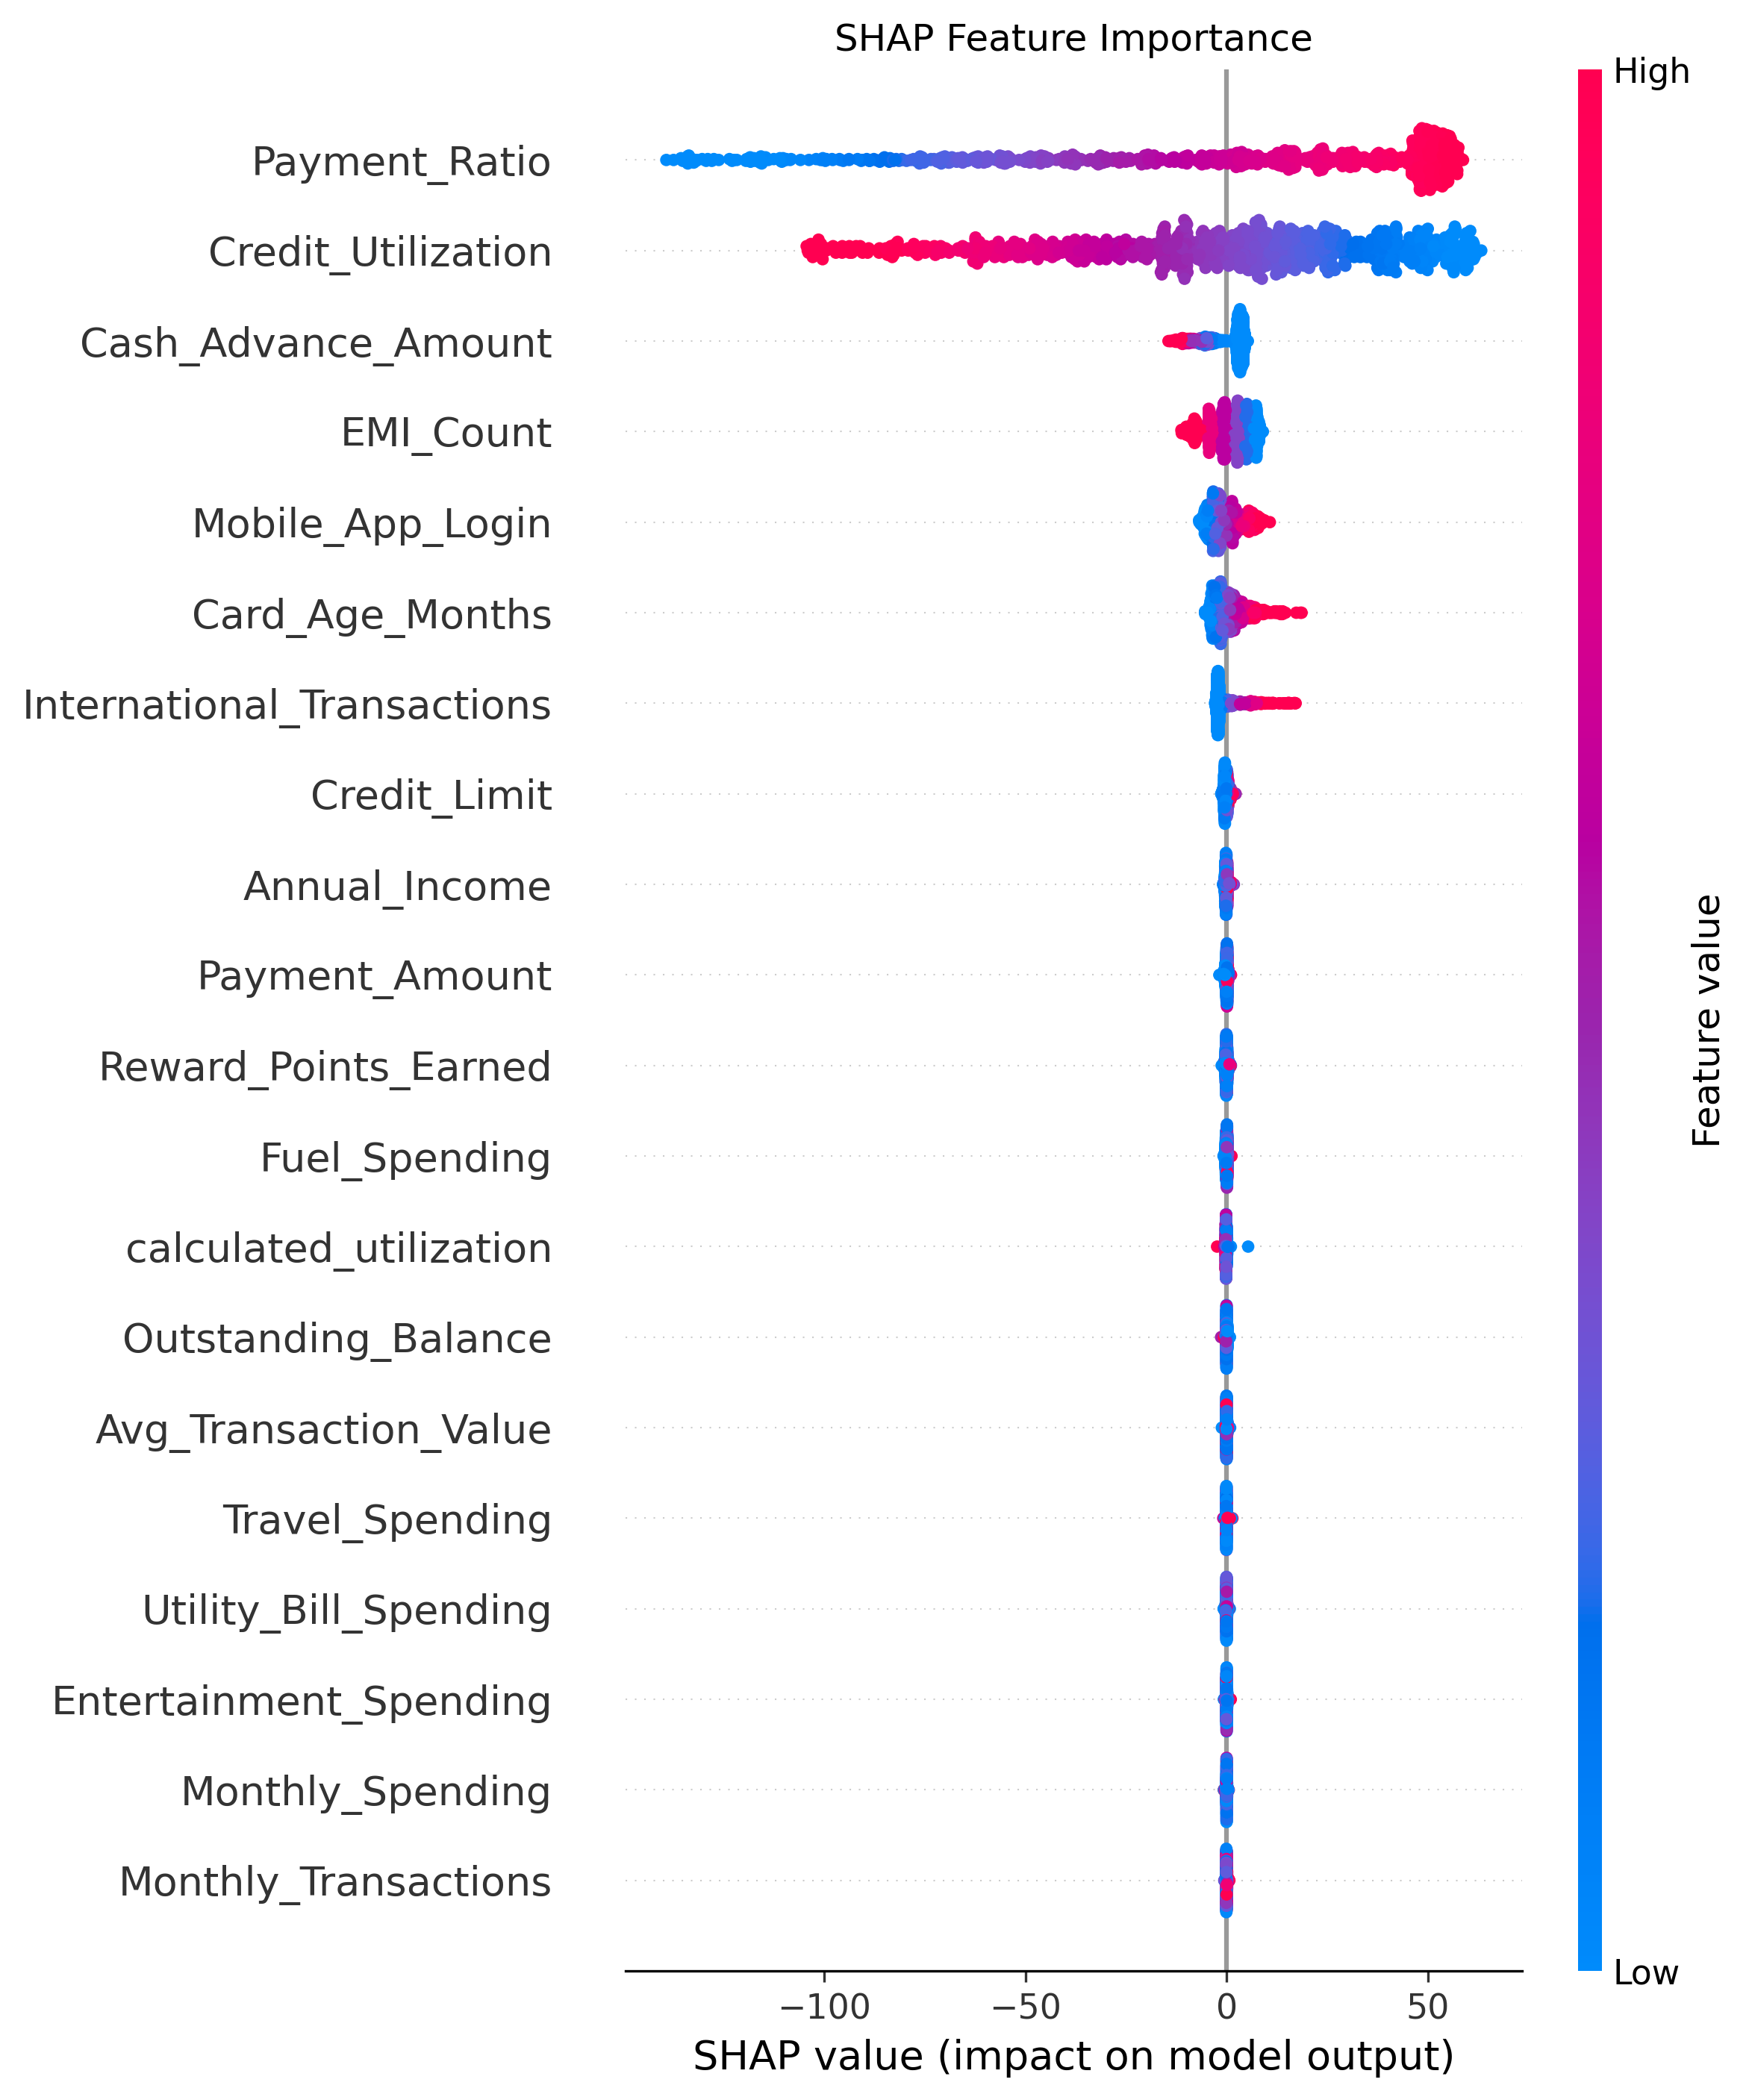 SHAP Feature Importance
High
Payment_Ratio
Credit_Utilization
Cash_Advance_Amount
EMI_Count
Mobile_App_Login
Card_Age_Months
International_Transactions
Credit_Limit
Annual_Income
Payment_Amount
Reward_Points_Earned
Fuel_Spending
calculated_utilization
Outstanding_Balance
Avg_Transaction_Value
Travel_Spending
Utility_Bill_Spending
Entertainment_Spending
Monthly_Spending
Monthly_Transactions
Feature value
Low
−100 −50 0 50
SHAP value (impact on model output)